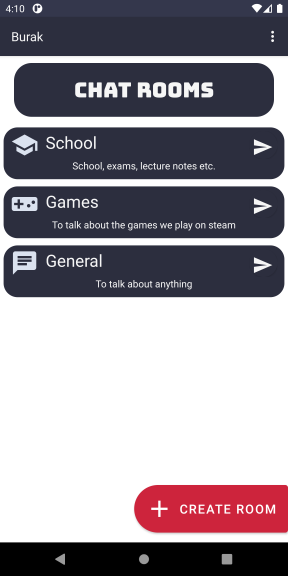 4:10
Burak
CHAT ROOMS
School
School, exams, lecture notes etc.
Games
To talk about the games we play on steam
General
To talk about anything
CREATE ROOM